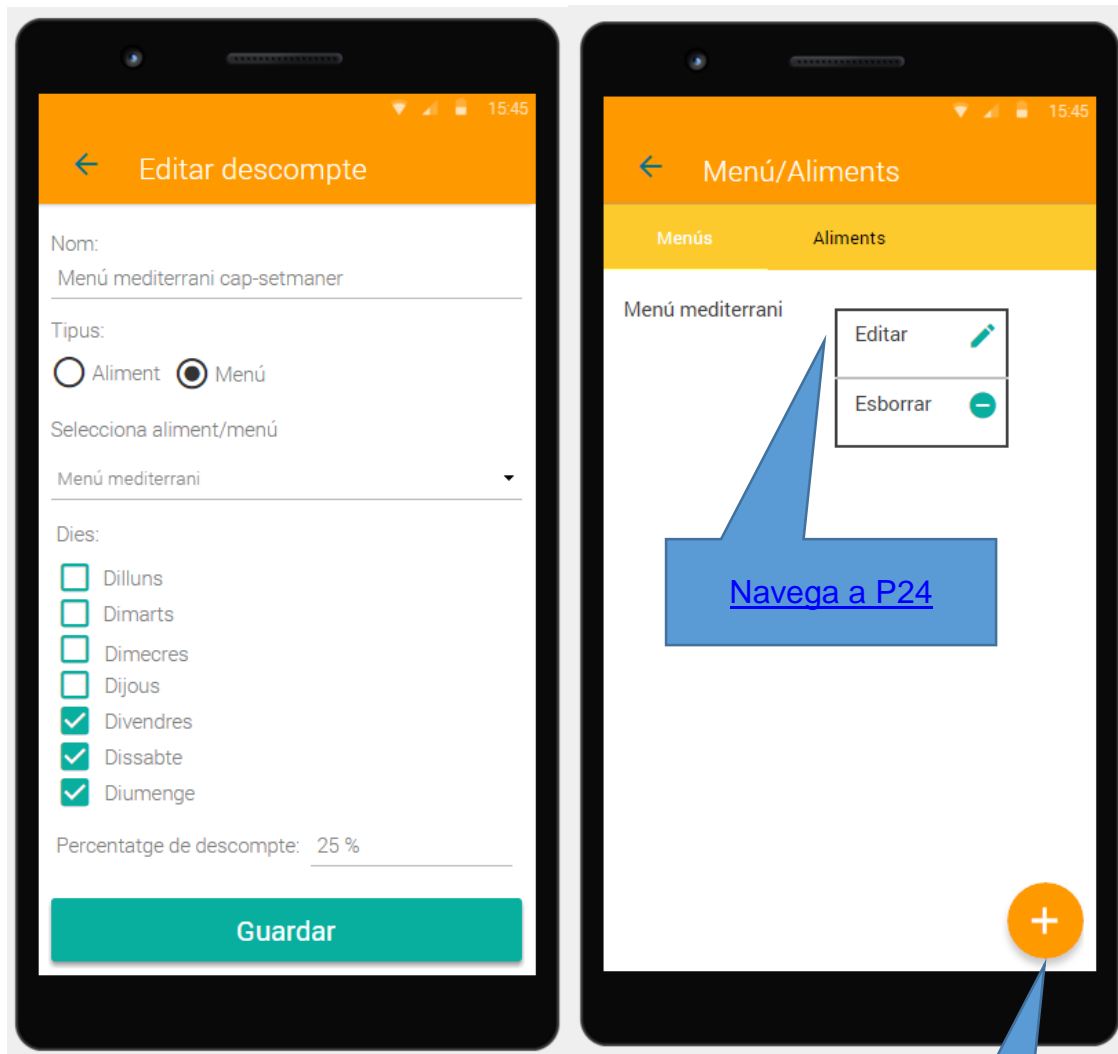 15:45
Editar descompte
Nom:
Menú mediterrani cap-setmaner
Tipus:
Aliment Menú
Selecciona aliment/menú
Menú mediterrani
Dies:
Dilluns
Dimarts
Dimecres
Dijous
Divendres
Dissabte
Diumenge
Percentatge de descompte: 25 %
Guardar
15:45
Menú/Aliments
Menús Aliments
Menú mediterrani
Editar
Esborrar
Navega a P24
+